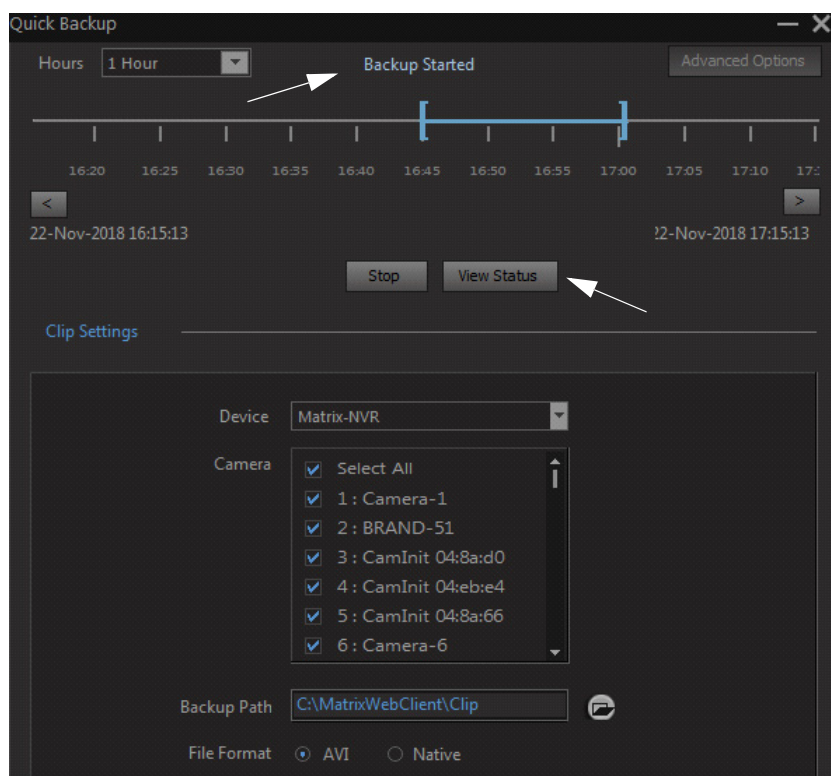 Quick Backup
Hours 1 Hour Backup Started Advanced Options
16:20 16:25 16:30 16:35 16:40 16:45 16:50 16:55 17:00 17:05 17:10
< >
22-Nov-2018 16:15:13 22-Nov-2018 17:15:13
Stop View Status
Clip Settings
Device Matrix-NVR
Camera Select All
1 : Camera-1
2 : BRAND-51
3 : CamInit 04:8a:d0
4 : CamInit 04:eb:e4
5 : CamInit 04:8a:66
6 : Camera-6
Backup Path C:\MatrixWebClient\Clip
File Format AVI Native